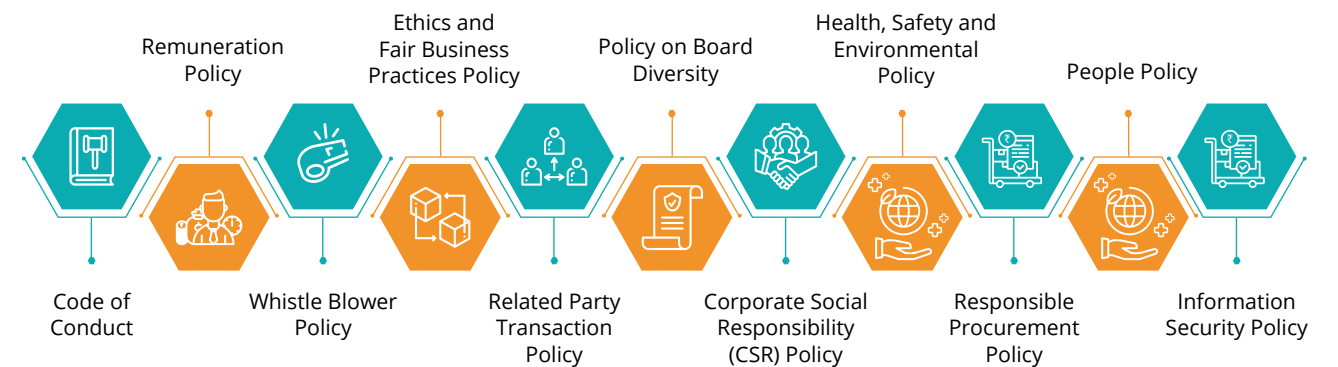 Code of
Conduct
Remuneration
Policy
Whistle Blower
Policy
Ethics and
Fair Business
Practices Policy
Related Party
Transaction
Policy
Policy on Board
Diversity
Corporate Social
Responsibility
(CSR) Policy
Health, Safety and
Environmental
Policy
₹
Responsible
Procurement
Policy
People Policy
₹
Information
Security Policy